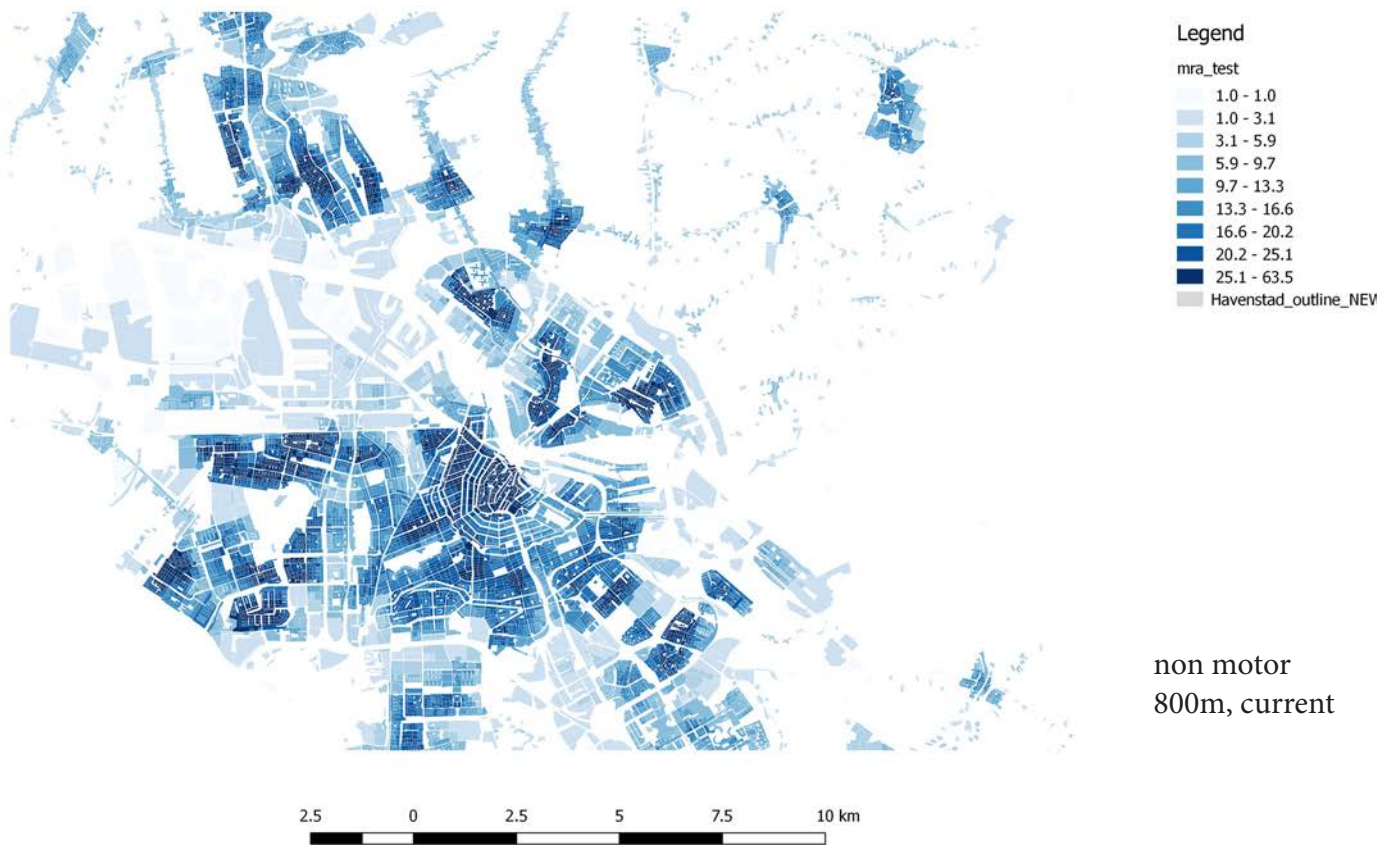 Legend
mra_test
1.0 - 1.0
1.0 - 3.1
3.1 - 5.9
5.9 - 9.7
9.7 - 13.3
13.3 - 16.6
16.6 - 20.2
20.2 - 25.1
25.1 - 63.5
Havenstad_outline_NEW
non motor
800m, current
2.5 0 2.5 5 7.5 10 km